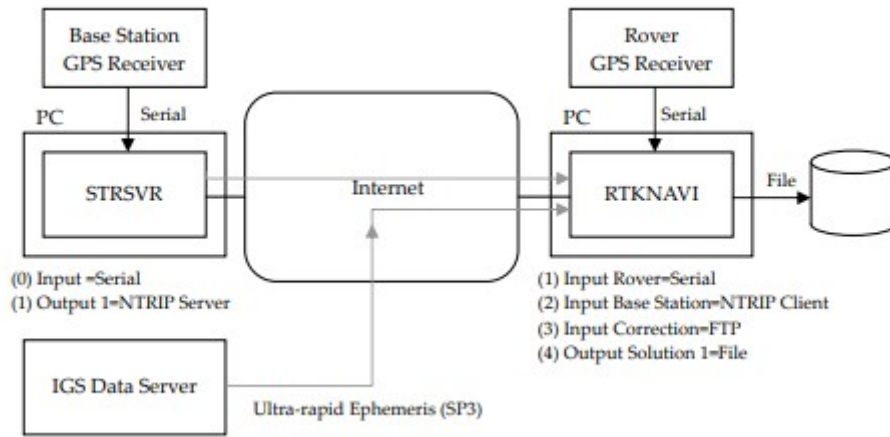 Base Station
GPS Receiver
Rover
GPS Receiver
PC
Serial
PC
Serial
STRSVR
Internet
RTKNAVI
File
(0) Input =Serial
(1) Output 1=NTRIP Server
(1) Input Rover=Serial
(2) Input Base Station=NTRIP Client
(3) Input Correction=FTP
(4) Output Solution 1=File
IGS Data Server
Ultra-rapid Ephemeris (SP3)